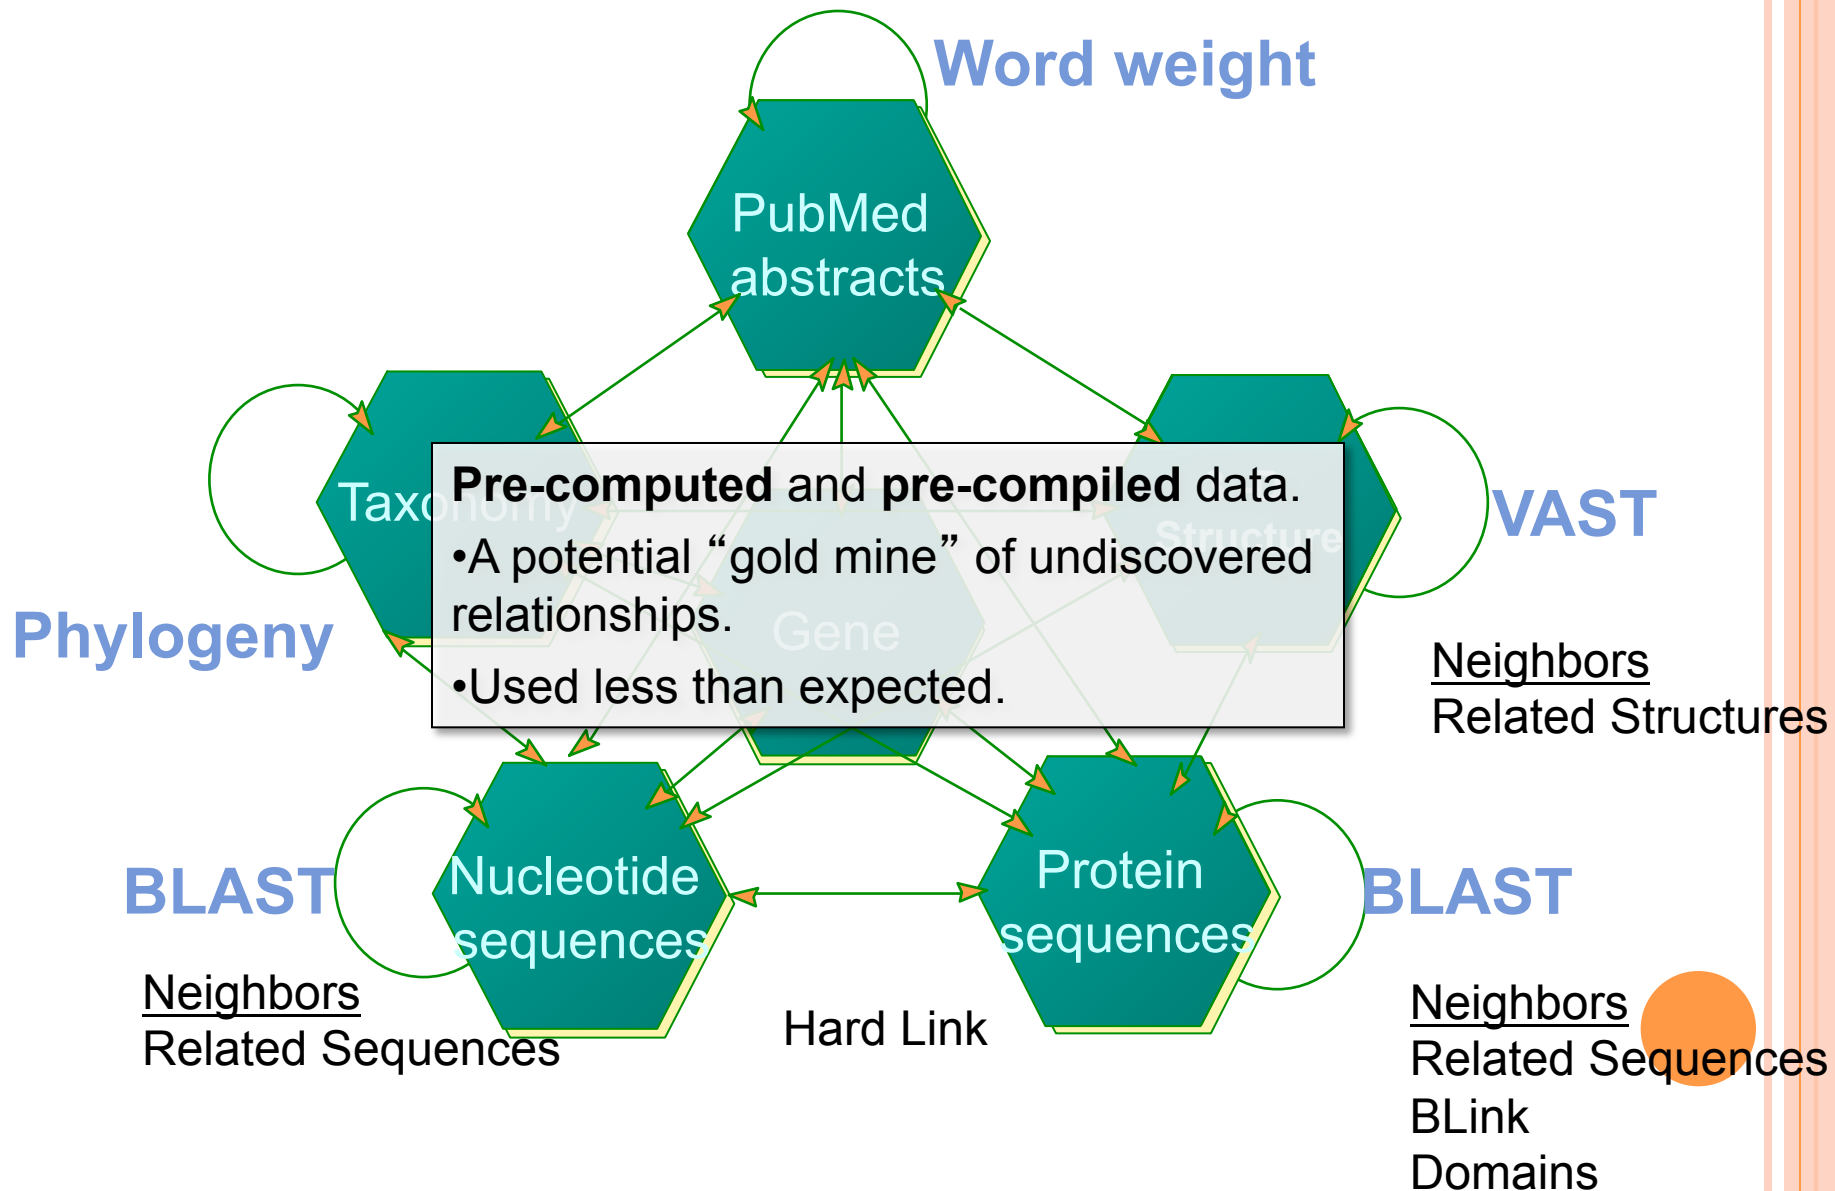 Word weight
PubMed
abstracts
Taxonomy
Structure
VAST
Pre-computed and pre-compiled data.
•A potential “gold mine” of undiscovered
relationships.
•Used less than expected.
Gene
Phylogeny
Neighbors
Related Structures
BLAST
Nucleotide
sequences
Protein
sequences
BLAST
Neighbors
Related Sequences
Hard Link
Neighbors
Related Sequences
BLink
Domains